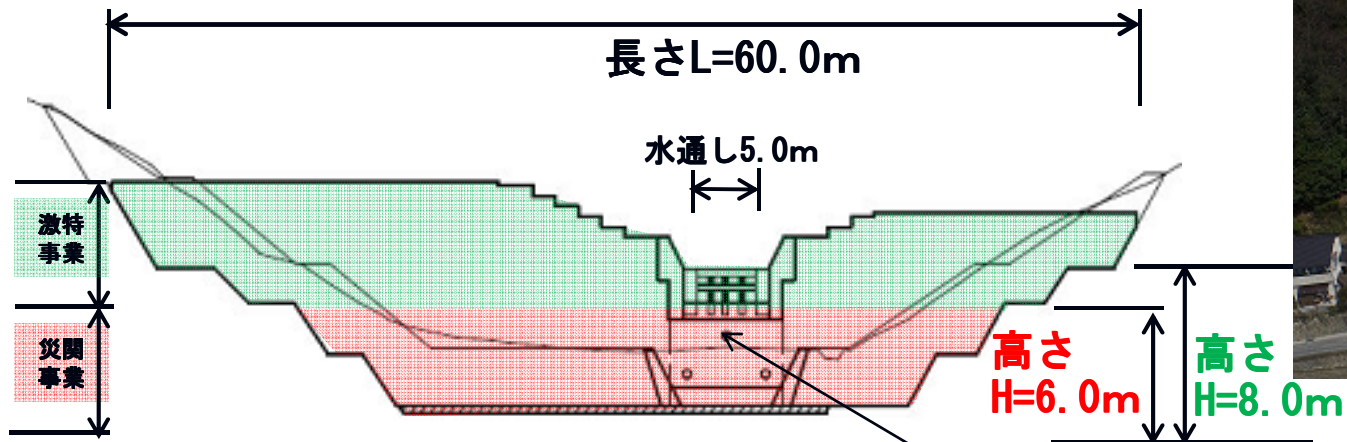 長さL=60.0m
水通し5.0m
激特
事業
災関
事業
高さ
H=6.0m
高さ
H=8.0m